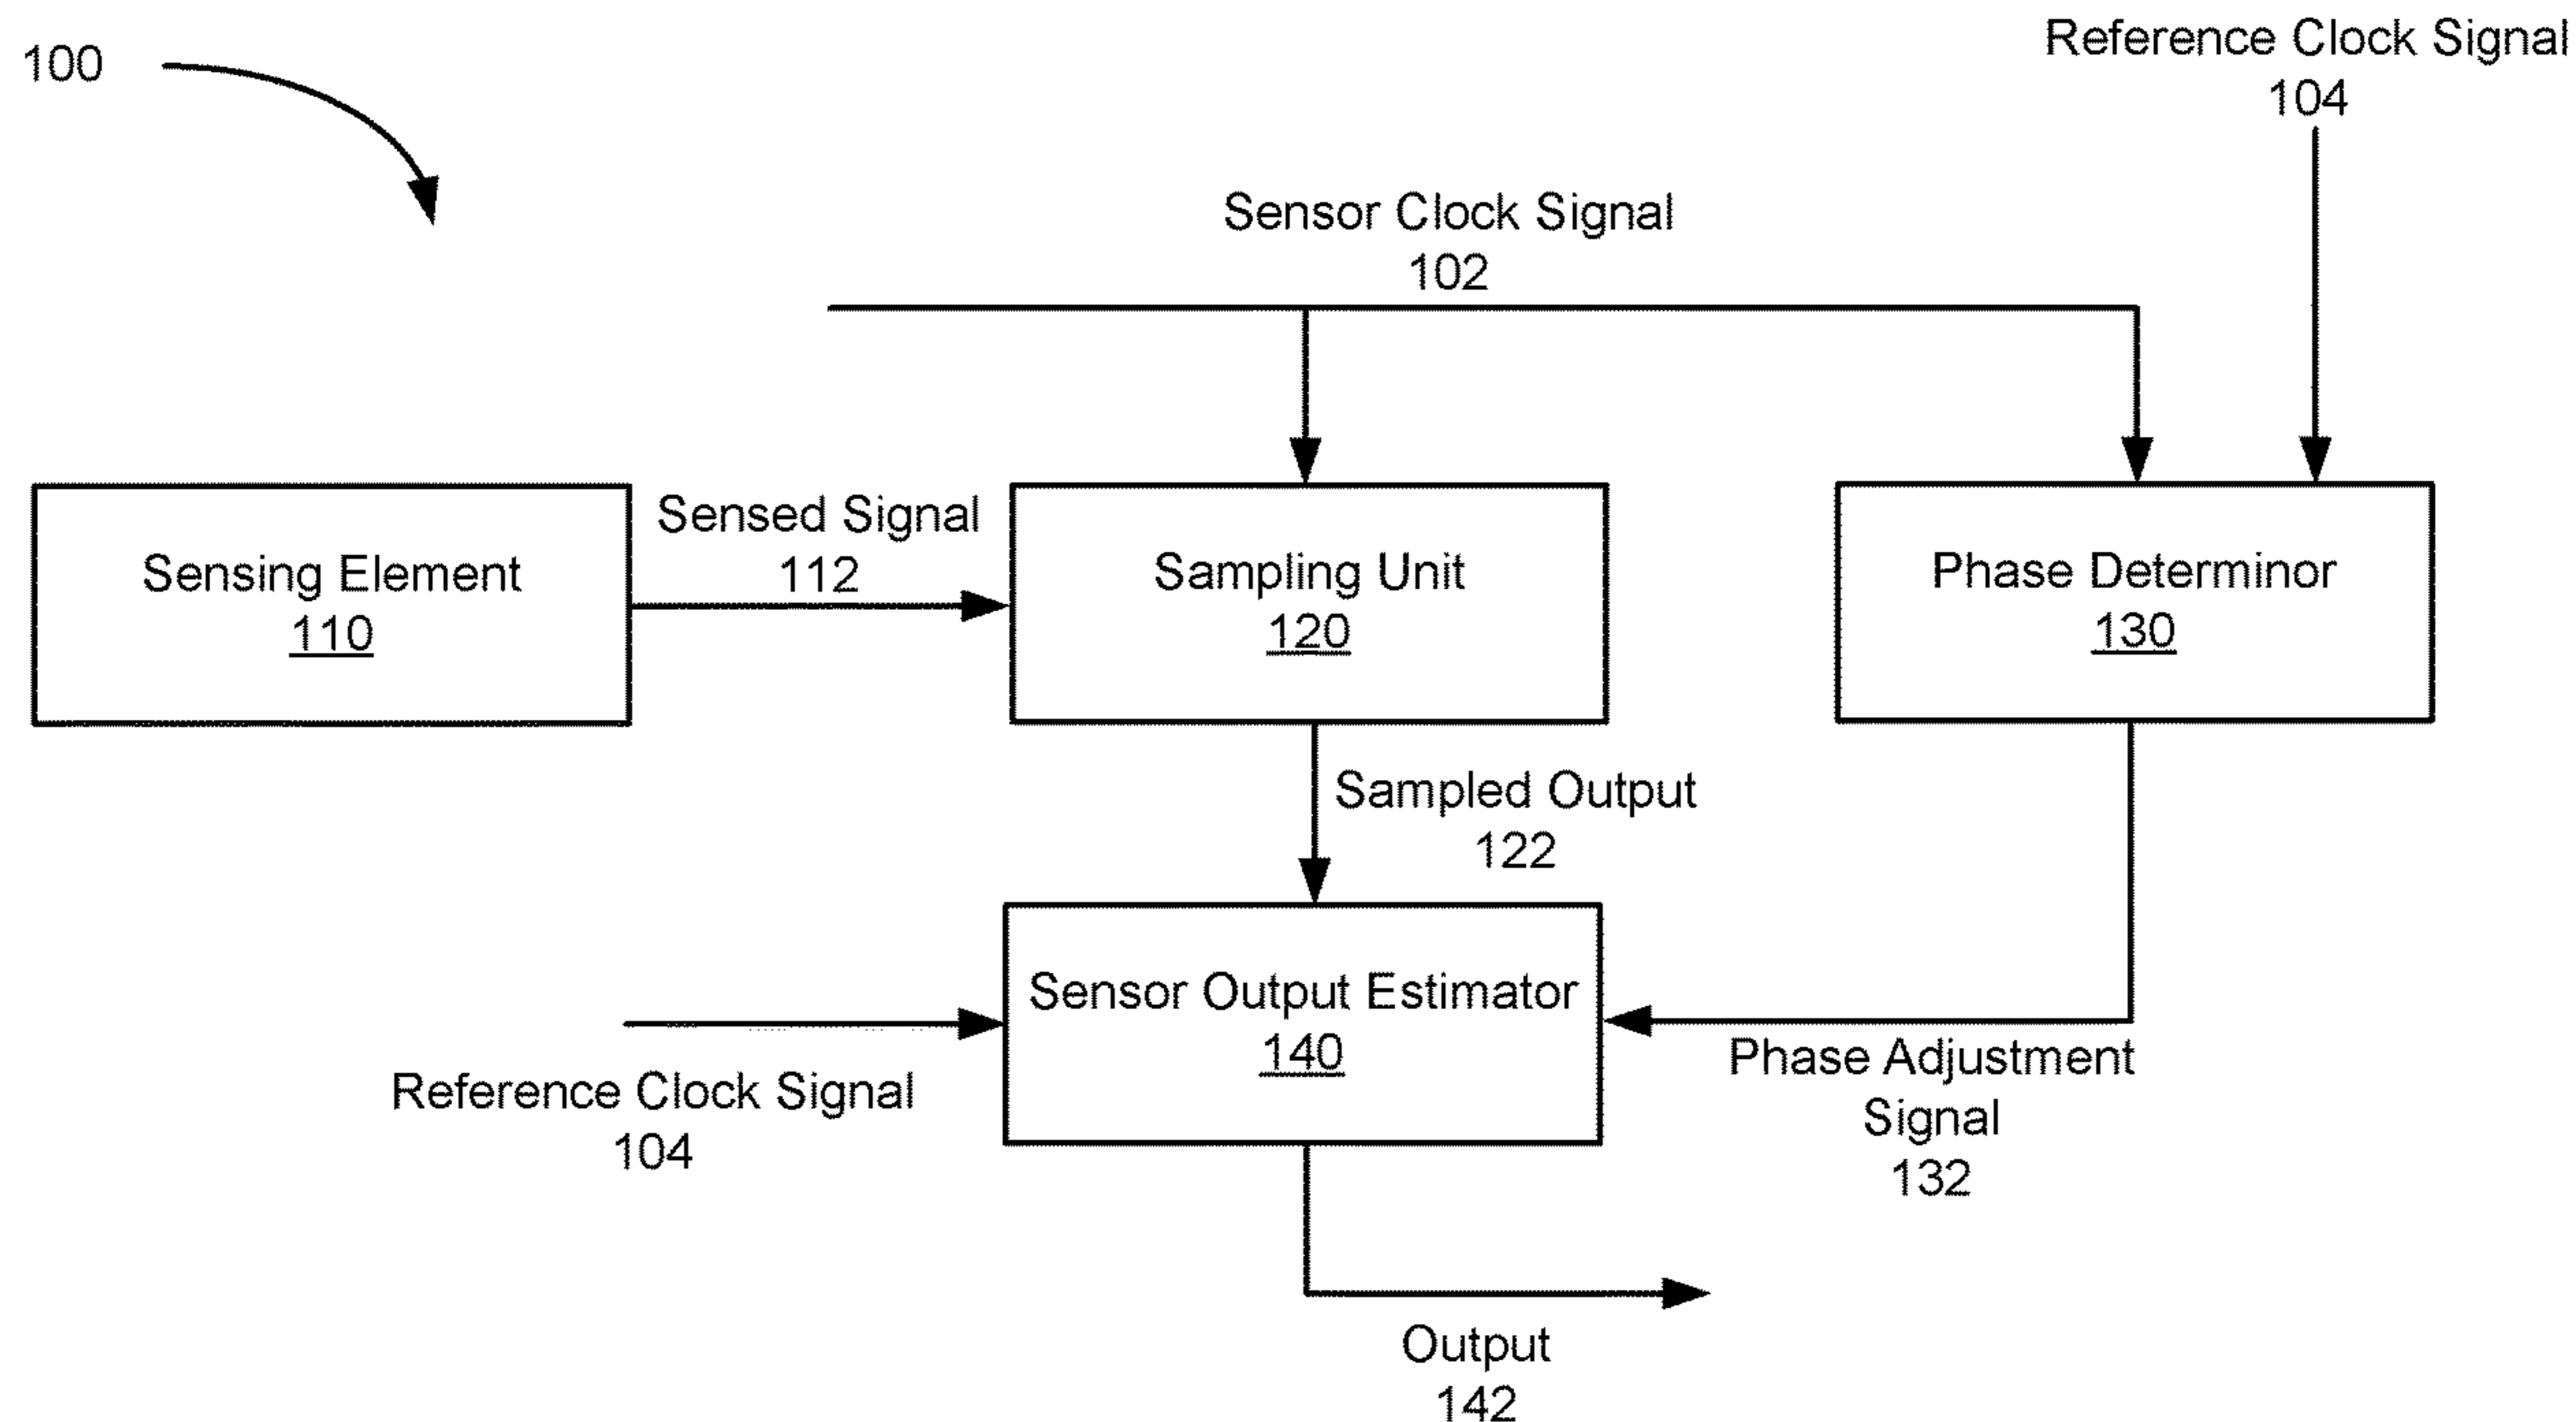 100
Reference Clock Signal
104
Sensor Clock Signal
102
Sensing Element
110
Sensed Signal
112
Sampling Unit
120
Phase Determinor
130
Sampled Output
122
Sensor Output Estimator
140
Reference Clock Signal
104
Phase Adjustment
Signal
132
Output
142